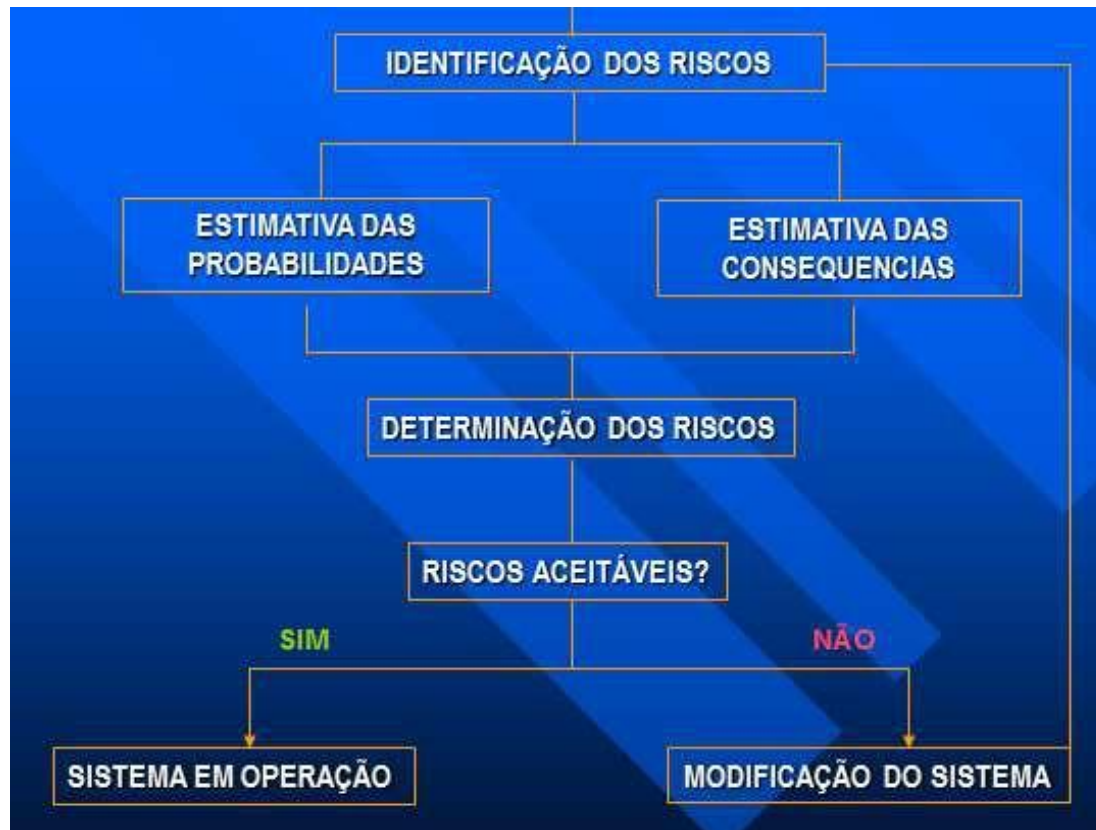 IDENTIFICAÇÃO DOS RISCOS
ESTIMATIVA DAS
PROBABILIDADES
ESTIMATIVA DAS
CONSEQUENCIAS
DETERMINAÇÃO DOS RISCOS
RISCOS ACEITÁVEIS?
SIM
NÃO
SISTEMA EM OPERAÇÃO
MODIFICAÇÃO DO SISTEMA